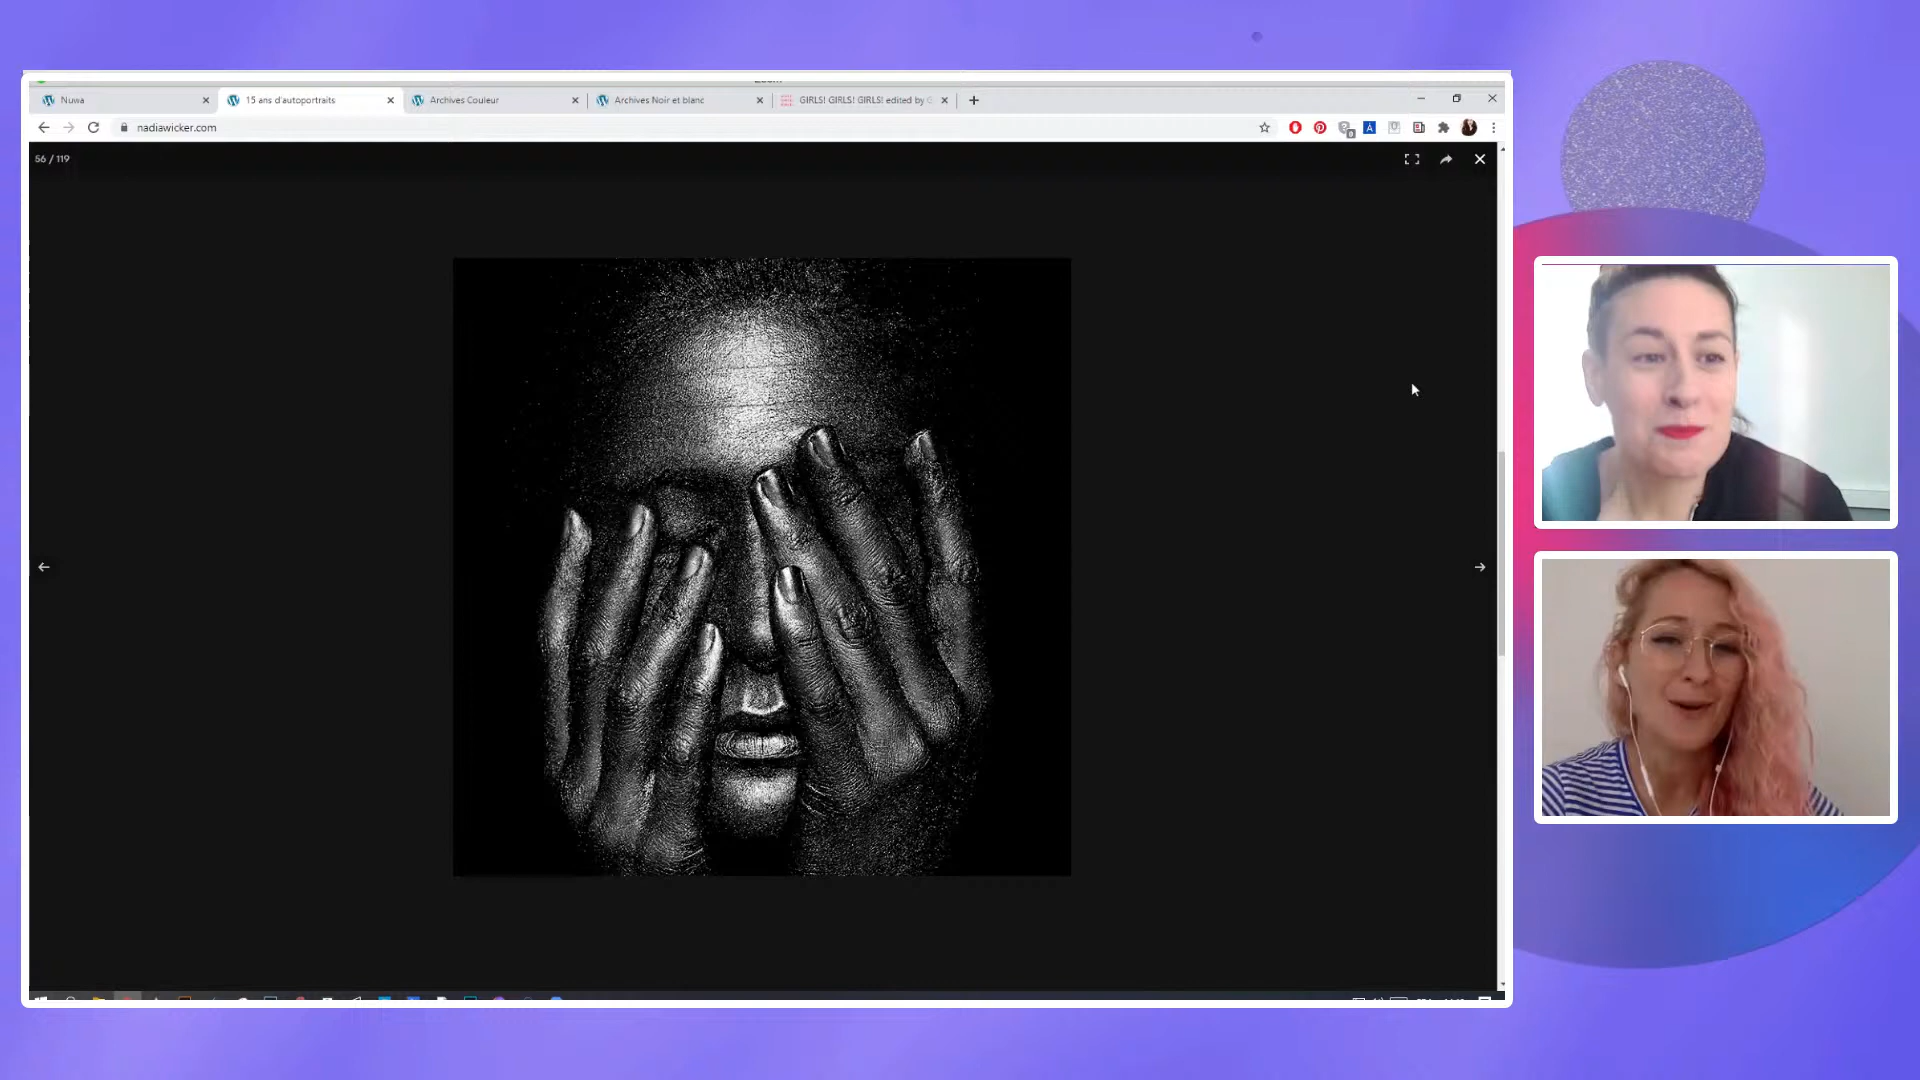 Nuwa
15 ans d'autoportraits
Archives Couleur
Archives Noir et blanc
GIRLS! GIRLS! GIRLS! edited by
nadiawicker.com
56 / 119